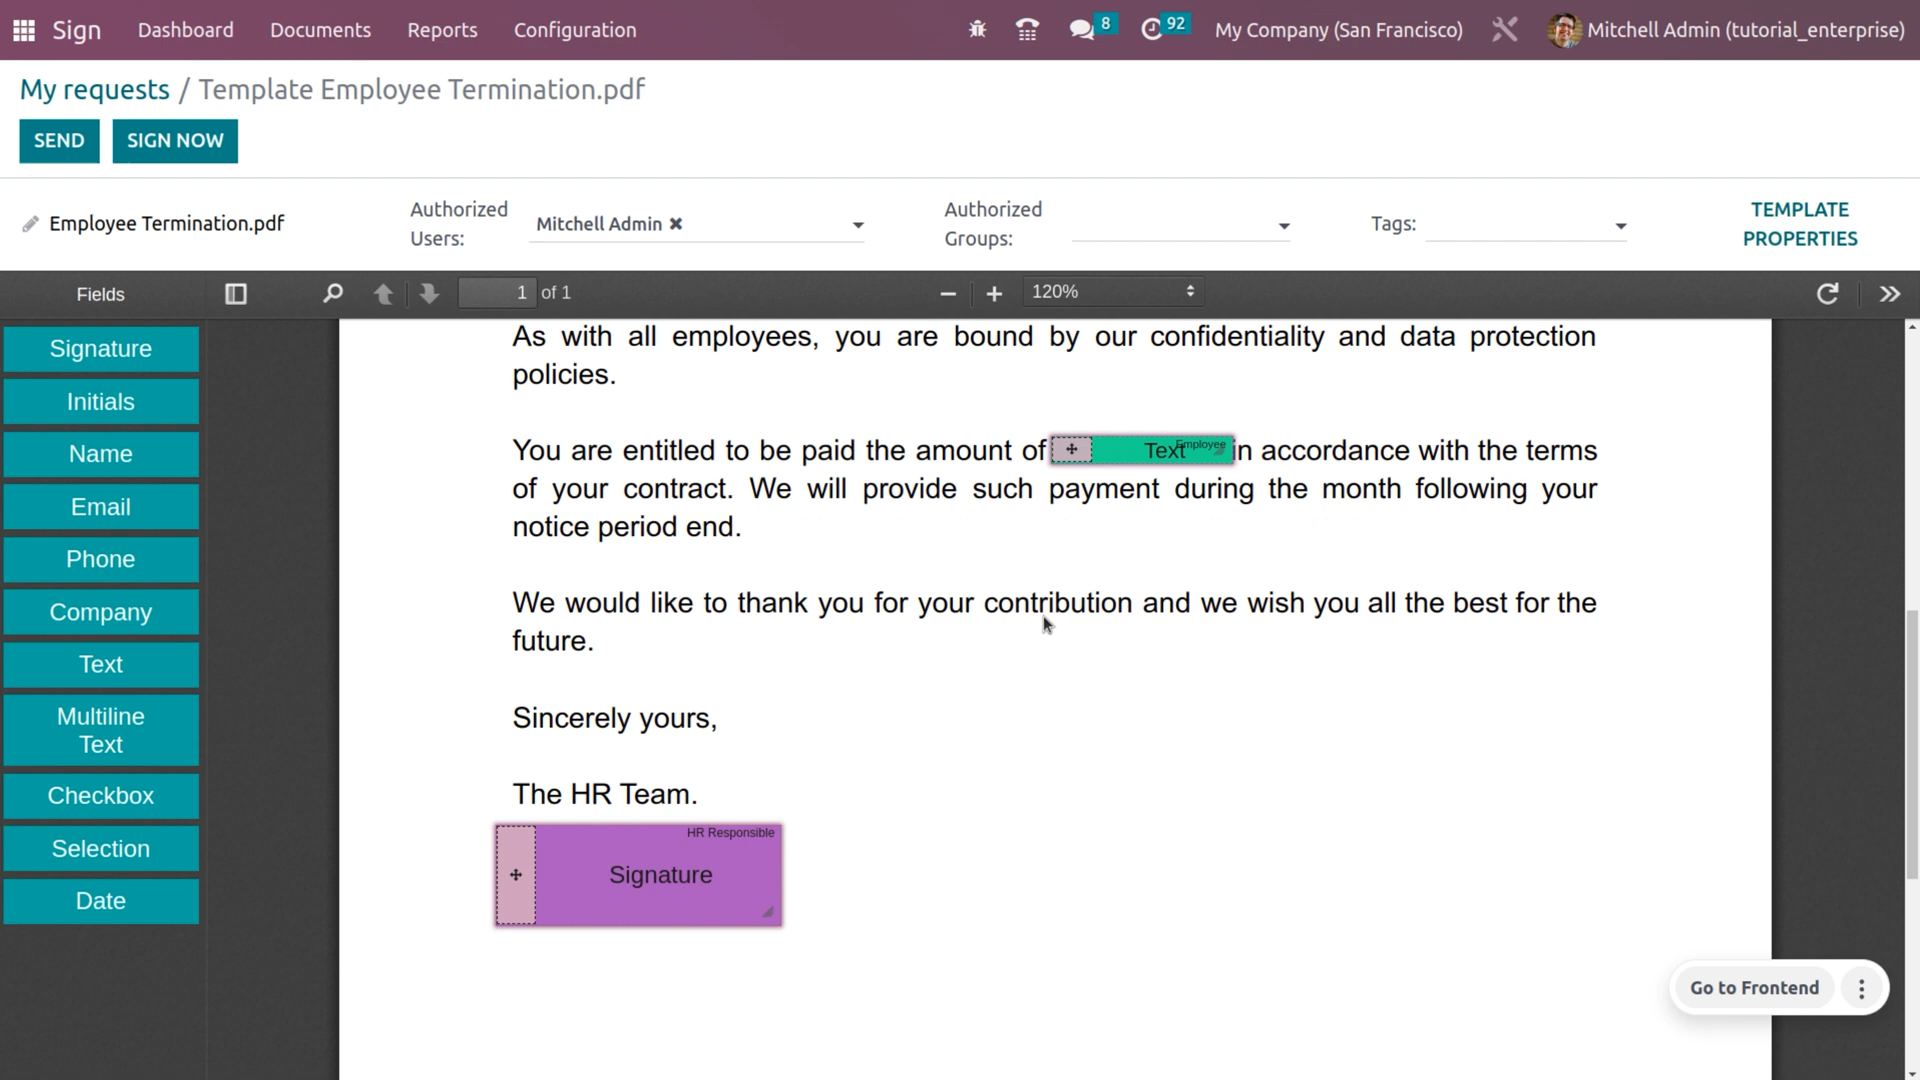 Sign Dashboard Documents Reports Configuration 8 92 My Company (San Francisco) Mitchell Admin (tutorial_enterprise)
My requests / Template Employee Termination.pdf
SEND SIGN NOW
Employee Termination.pdf
Authorized
Users:
Mitchell Admin
Authorized
Groups:
Tags:
TEMPLATE
PROPERTIES
Fields 1 of 1 120%
Signature
Initials
Name
Email
Phone
Company
Text
Multiline
Text
Checkbox
Selection
Date
As with all employees, you are bound by our confidentiality and data protection
policies.
You are entitled to be paid the amount of Text Employee in accordance with the terms
of your contract. We will provide such payment during the month following your
notice period end.
We would like to thank you for your contribution and we wish you all the best for the
future.
Sincerely yours,
The HR Team.
HR Responsible
Signature
Go to Frontend